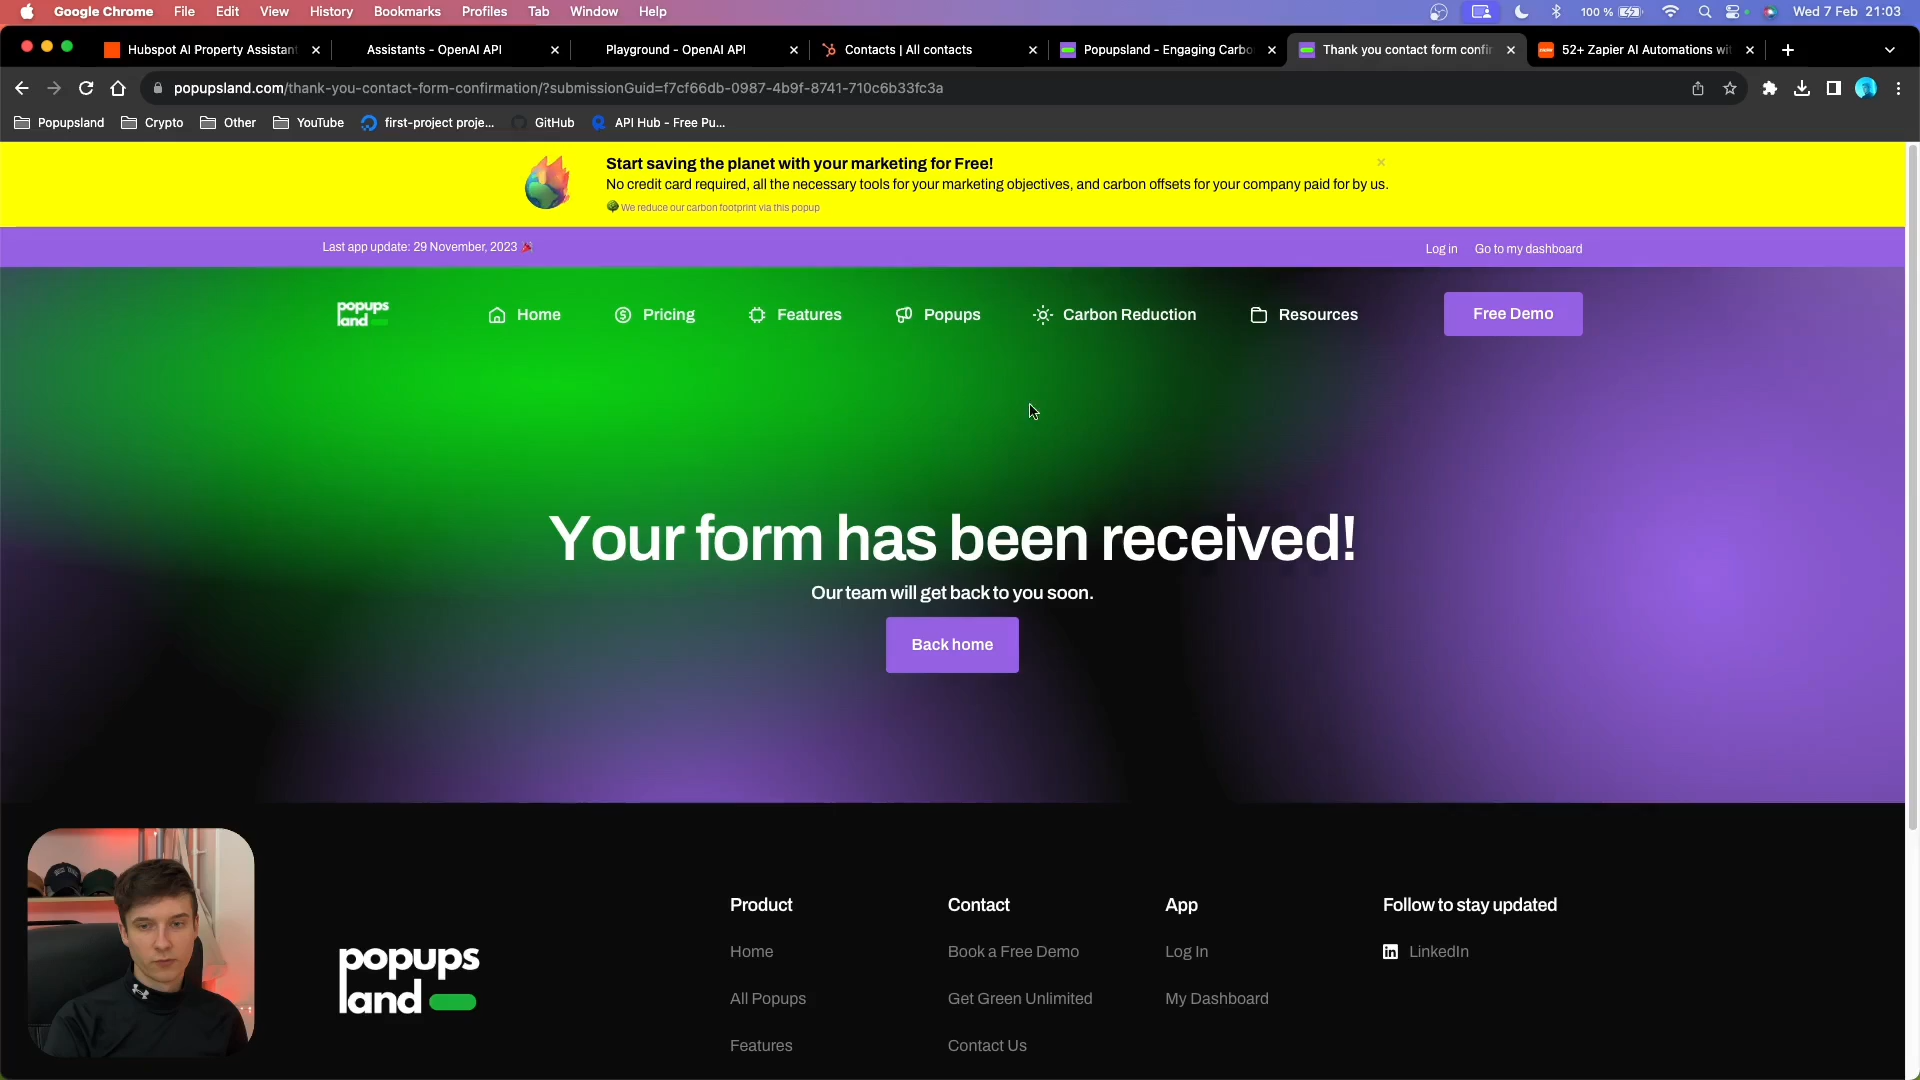 Google Chrome File Edit View History Bookmarks Profiles Tab Window Help 100 % Wed 7 Feb 21:03
Hubspot AI Property Assistant Assistants - OpenAI API Playground - OpenAI API Contacts | All contacts Popupsland - Engaging Carbo Thank you contact form confir 52+ Zapier AI Automations wit
popupsland.com/thank-you-contact-form-confirmation/?submissionGuid=f7cf66db-0987-4b9f-8741-710c6b33fc3a
Popupsland Crypto Other YouTube first-project proje... GitHub API Hub - Free Pu...
Start saving the planet with your marketing for Free!
No credit card required, all the necessary tools for your marketing objectives, and carbon offsets for your company paid for by us.
We reduce our carbon footprint via this popup
Last app update: 29 November, 2023 Log in Go to my dashboard
popups
land
Home Pricing Features Popups Carbon Reduction Resources Free Demo
Your form has been received!
Our team will get back to you soon.
Back home
popups
land
Product
Home
All Popups
Features
Contact
Book a Free Demo
Get Green Unlimited
Contact Us
App
Log In
My Dashboard
Follow to stay updated
LinkedIn